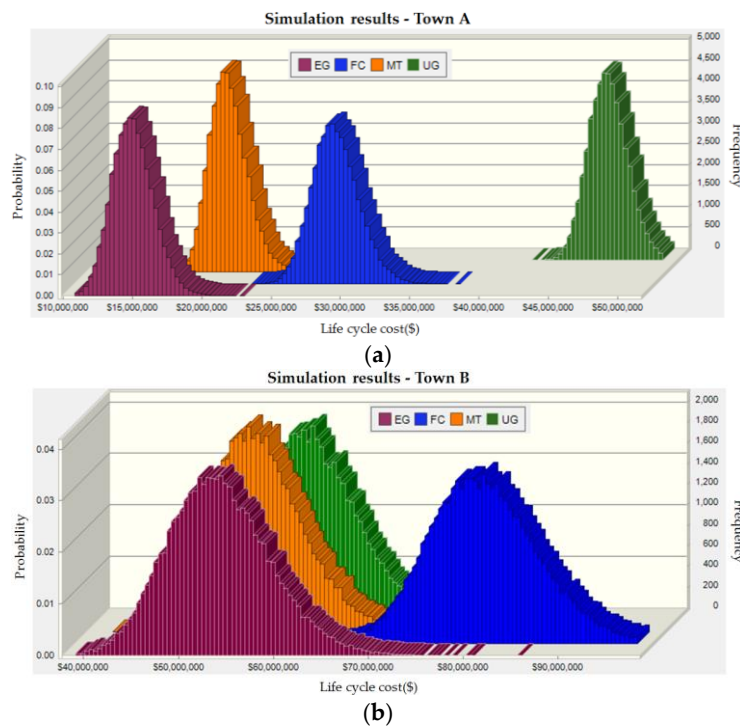 Simulation results - Town A
EG FC MT UG
Probability
0.10
0.09
0.08
0.07
0.06
0.05
0.04
0.03
0.02
0.01
0.00
5,000
4,500
4,000
3,500
3,000
2,500
2,000
1,500
1,000
500
0
Frequency
$10,000,000 $15,000,000 $20,000,000 $25,000,000 $30,000,000 $35,000,000 $40,000,000 $45,000,000 $50,000,000
Life cycle cost($)
(a)
Simulation results - Town B
EG FC MT UG
Probability
0.04
0.03
0.02
0.01
0.00
2,000
1,800
1,600
1,400
1,200
1,000
800
600
400
200
0
Frequency
$40,000,000 $50,000,000 $60,000,000 $70,000,000 $80,000,000 $90,000,000
Life cycle cost($)
(b)